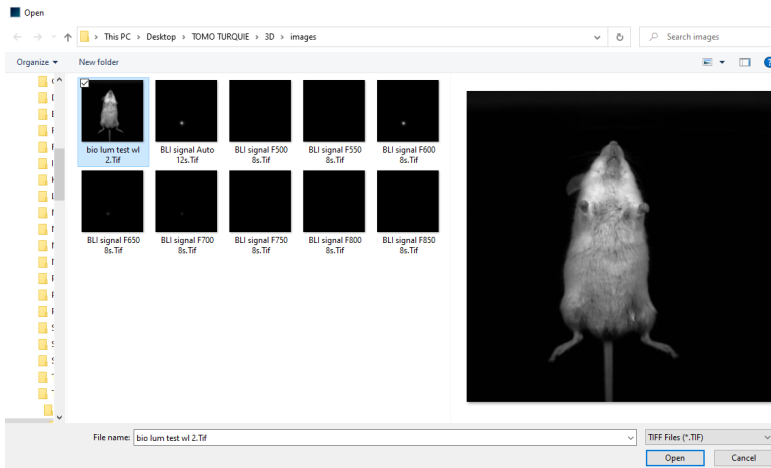 Open
This PC > Desktop > TOMO TURQUIE > 3D > images
Search images
Organize
New folder
bio lum test wl
2.Tif
BLI signal Auto
12s.Tif
BLI signal F500
8s.Tif
BLI signal F550
8s.Tif
BLI signal F600
8s.Tif
BLI signal F650
8s.Tif
BLI signal F700
8s.Tif
BLI signal F750
8s.Tif
BLI signal F800
8s.Tif
BLI signal F850
8s.Tif
File name: bio lum test wl 2.Tif
TIFF Files (*.TIF)
Open
Cancel